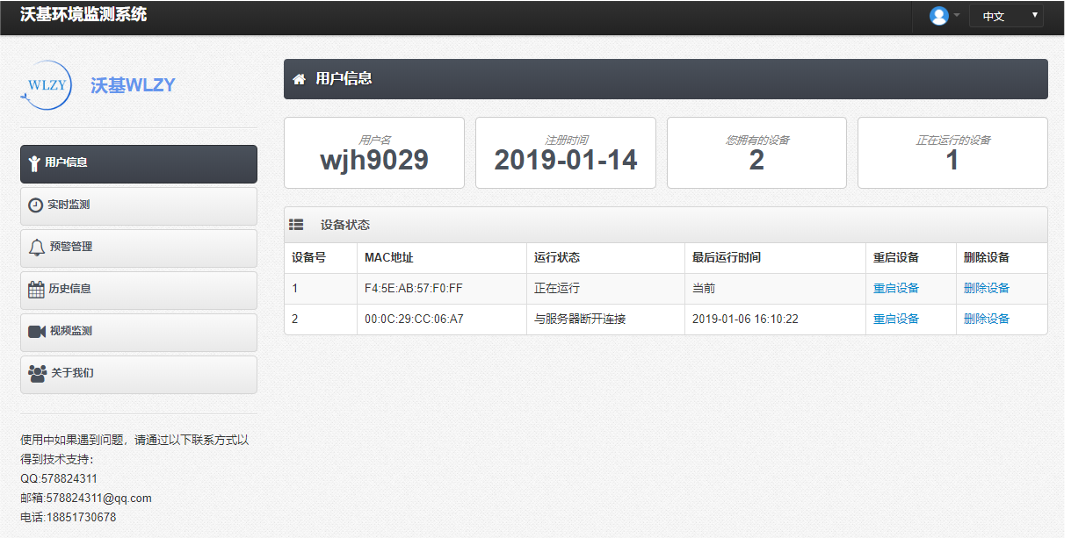 沃基环境监测系统
中文
WLZY
沃基WLZY
用户信息
实时监测
预警管理
历史信息
视频监测
关于我们
使用中如果遇到问题，请通过以下联系方式以
得到技术支持：
QQ:578824311
邮箱:578824311@qq.com
电话:18851730678
用户信息
用户名 注册时间 您拥有的设备 正在运行的设备
wjh9029 2019-01-14 2 1
设备状态
设备号 MAC地址 运行状态 最后运行时间 重启设备 删除设备
1 F4:5E:AB:57:F0:FF 正在运行 当前 重启设备 删除设备
2 00:0C:29:CC:06:A7 与服务器断开连接 2019-01-06 16:10:22 重启设备 删除设备